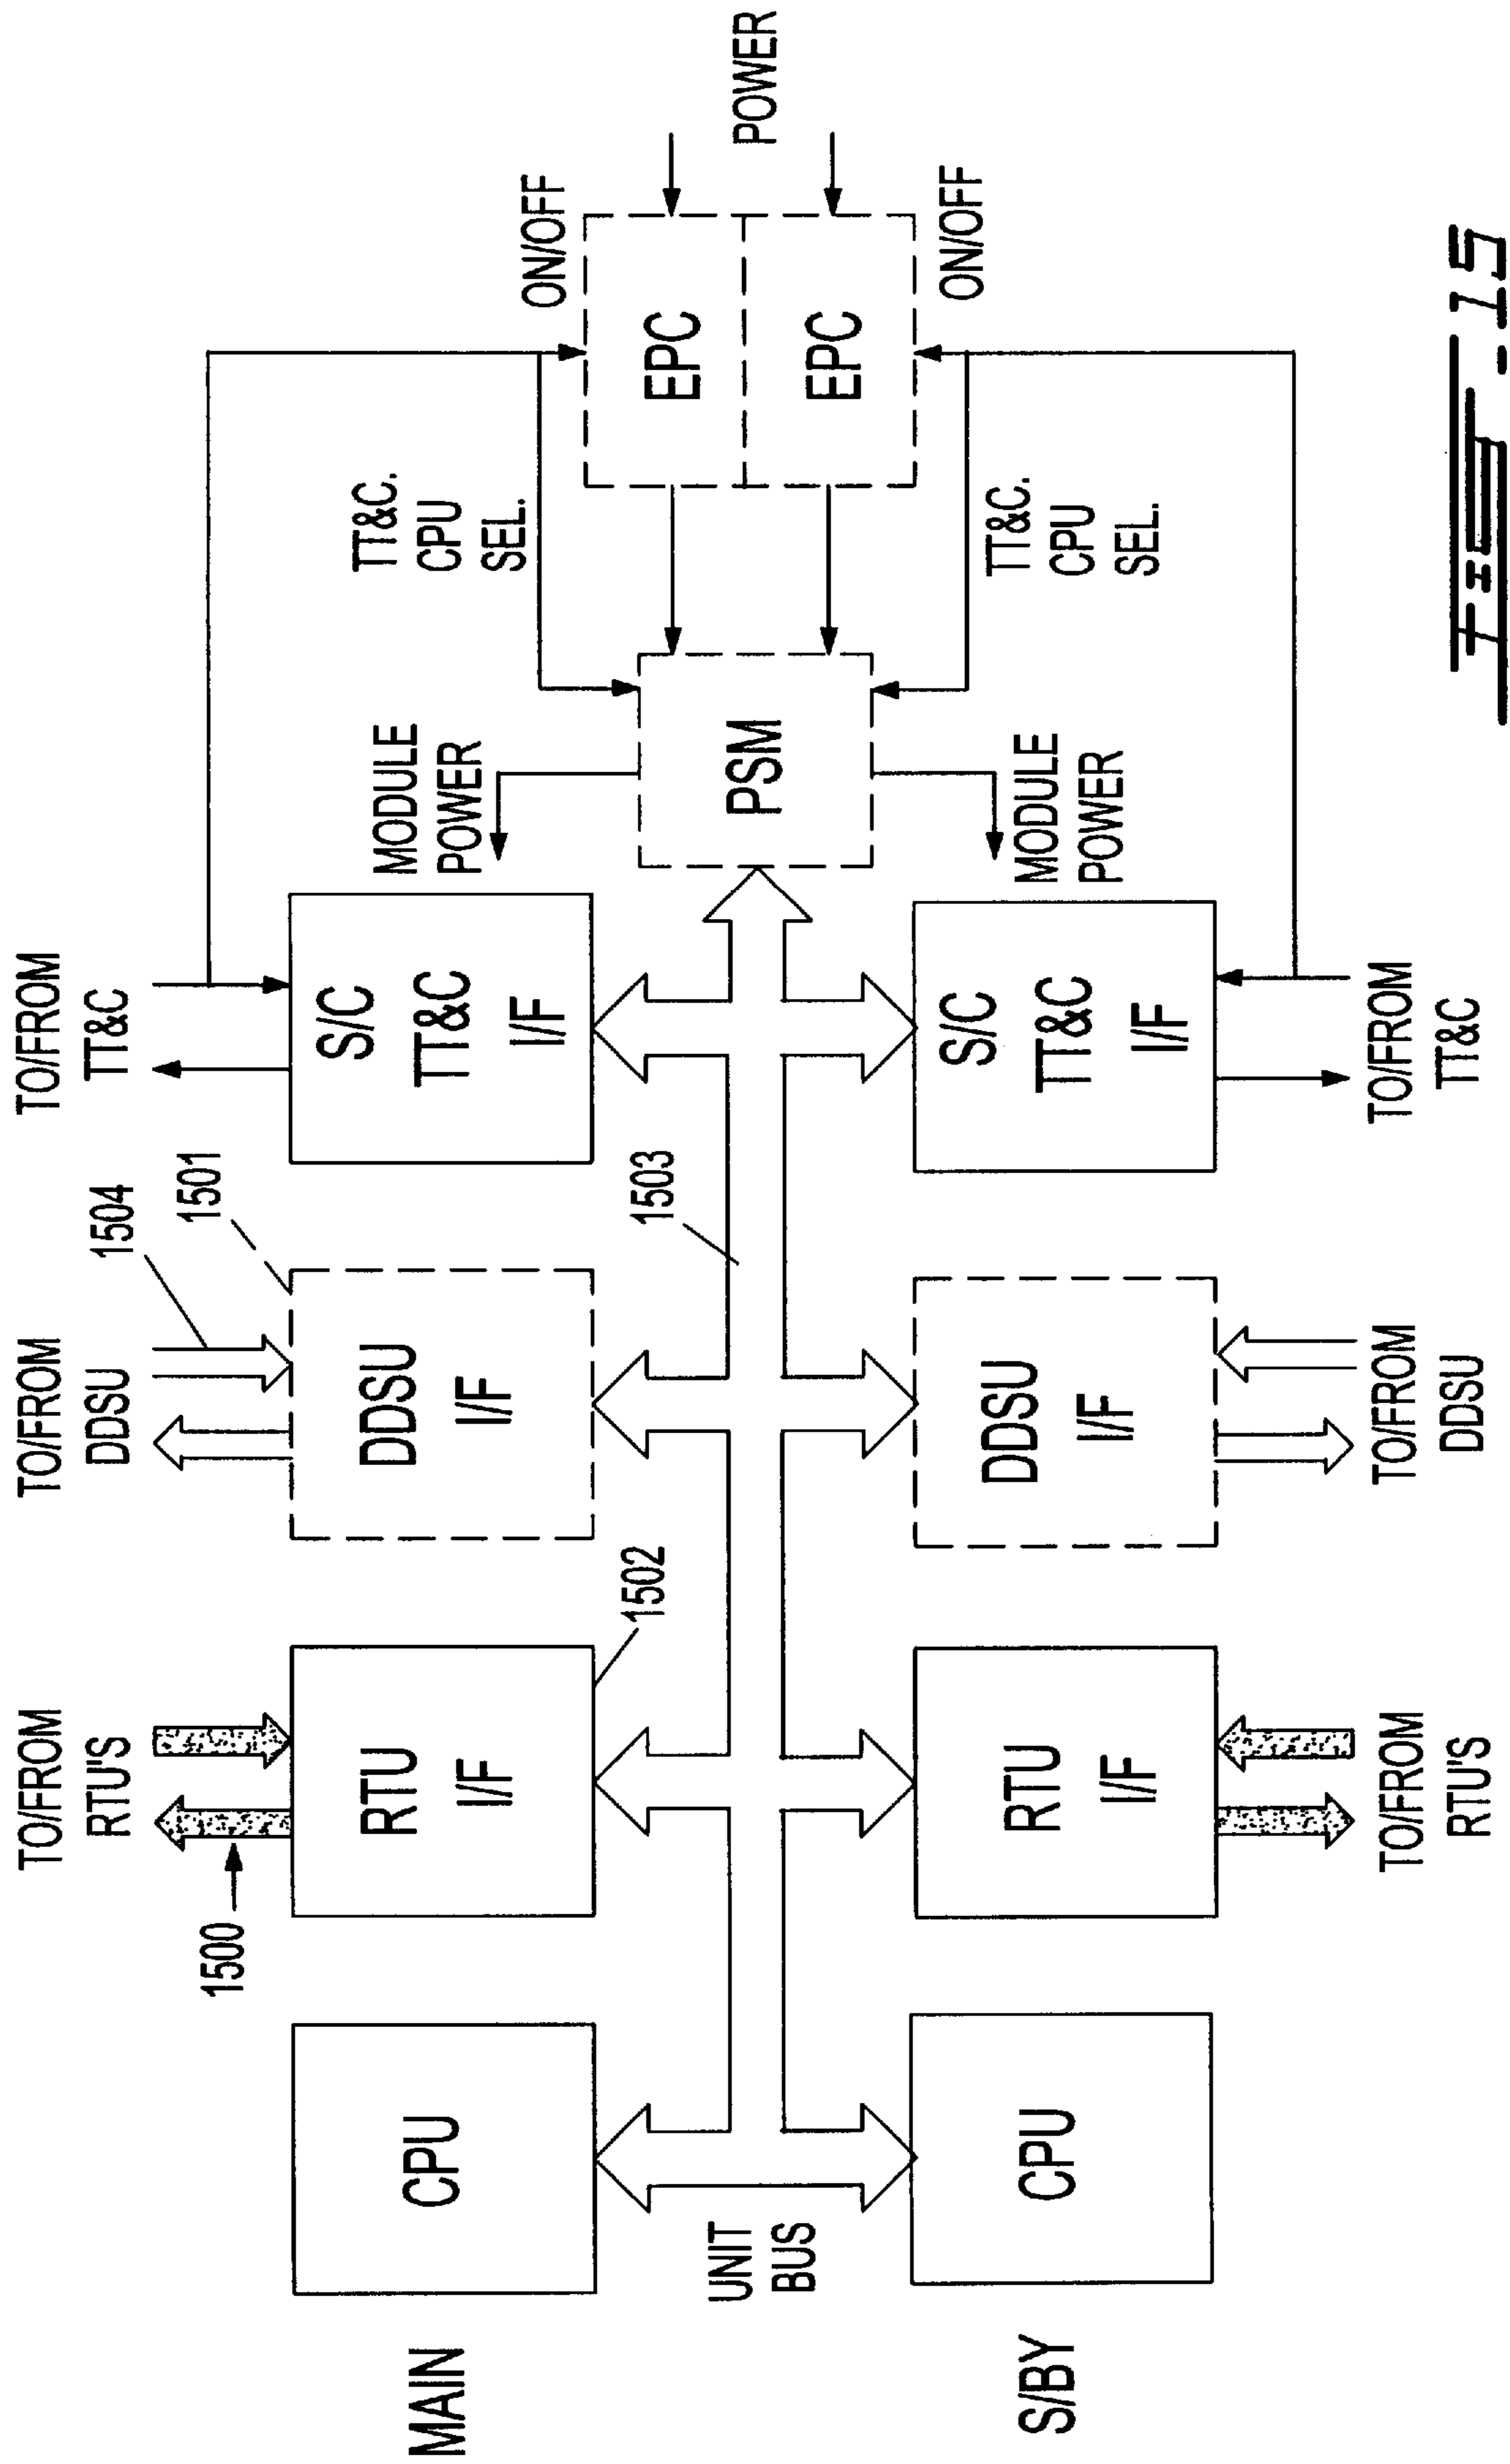 TO/FROM
RTU'S
TO/FROM
DDSU
TO/FROM
TT&C
1500
1504
1501
MAIN
CPU
RTU
I/F
DDSU
I/F
S/C
TT&C
I/F
1502
1503
MODULE
POWER
TT&C.
CPU
SEL.
ON/OFF
UNIT
BUS
PSM
EPC
EPC
POWER
S/BY
CPU
RTU
I/F
DDSU
I/F
S/C
TT&C
I/F
MODULE
POWER
TT&C.
CPU
SEL.
ON/OFF
TO/FROM
RTU'S
TO/FROM
DDSU
TO/FROM
TT&C
FIG-15